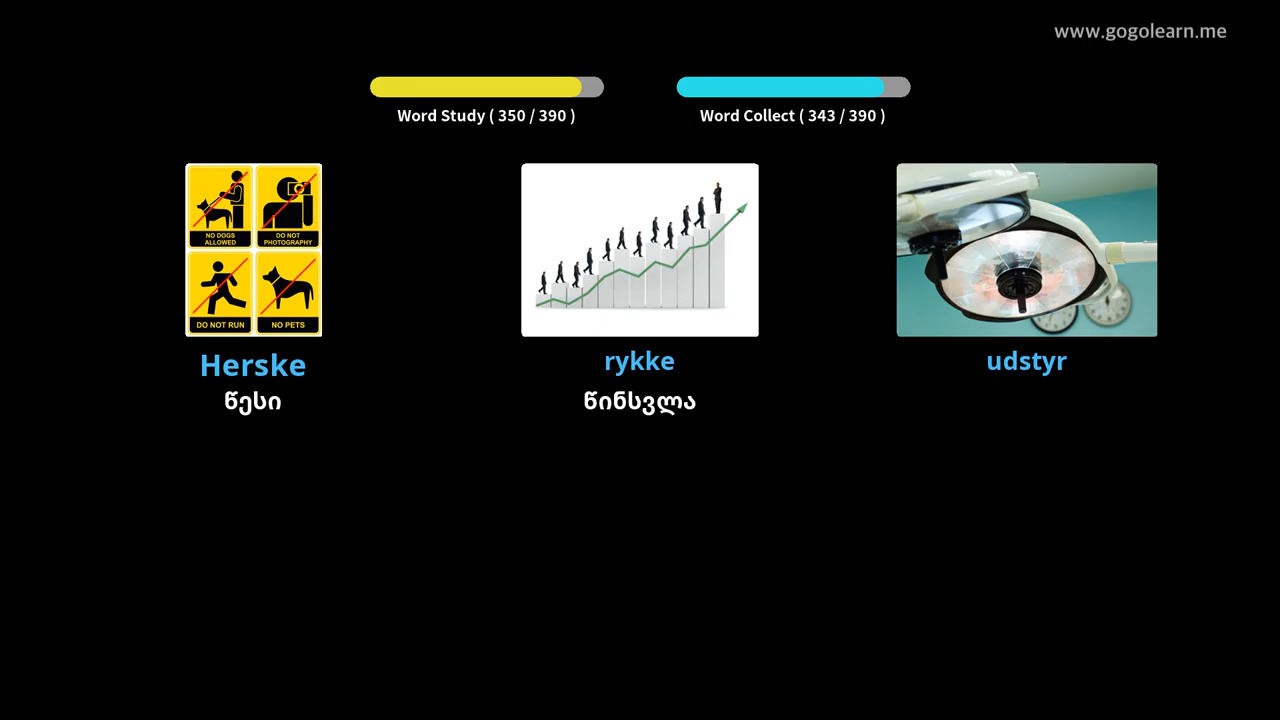 www.gogolearn.me
Word Study ( 350 / 390 )
Word Collect ( 343 / 390 )
NO DOGS
ALLOWED
DO NOT
PHOTOGRAPHY
DO NOT RUN
NO PETS
Herske
rykke
udstyr
წესი
წინსვლა